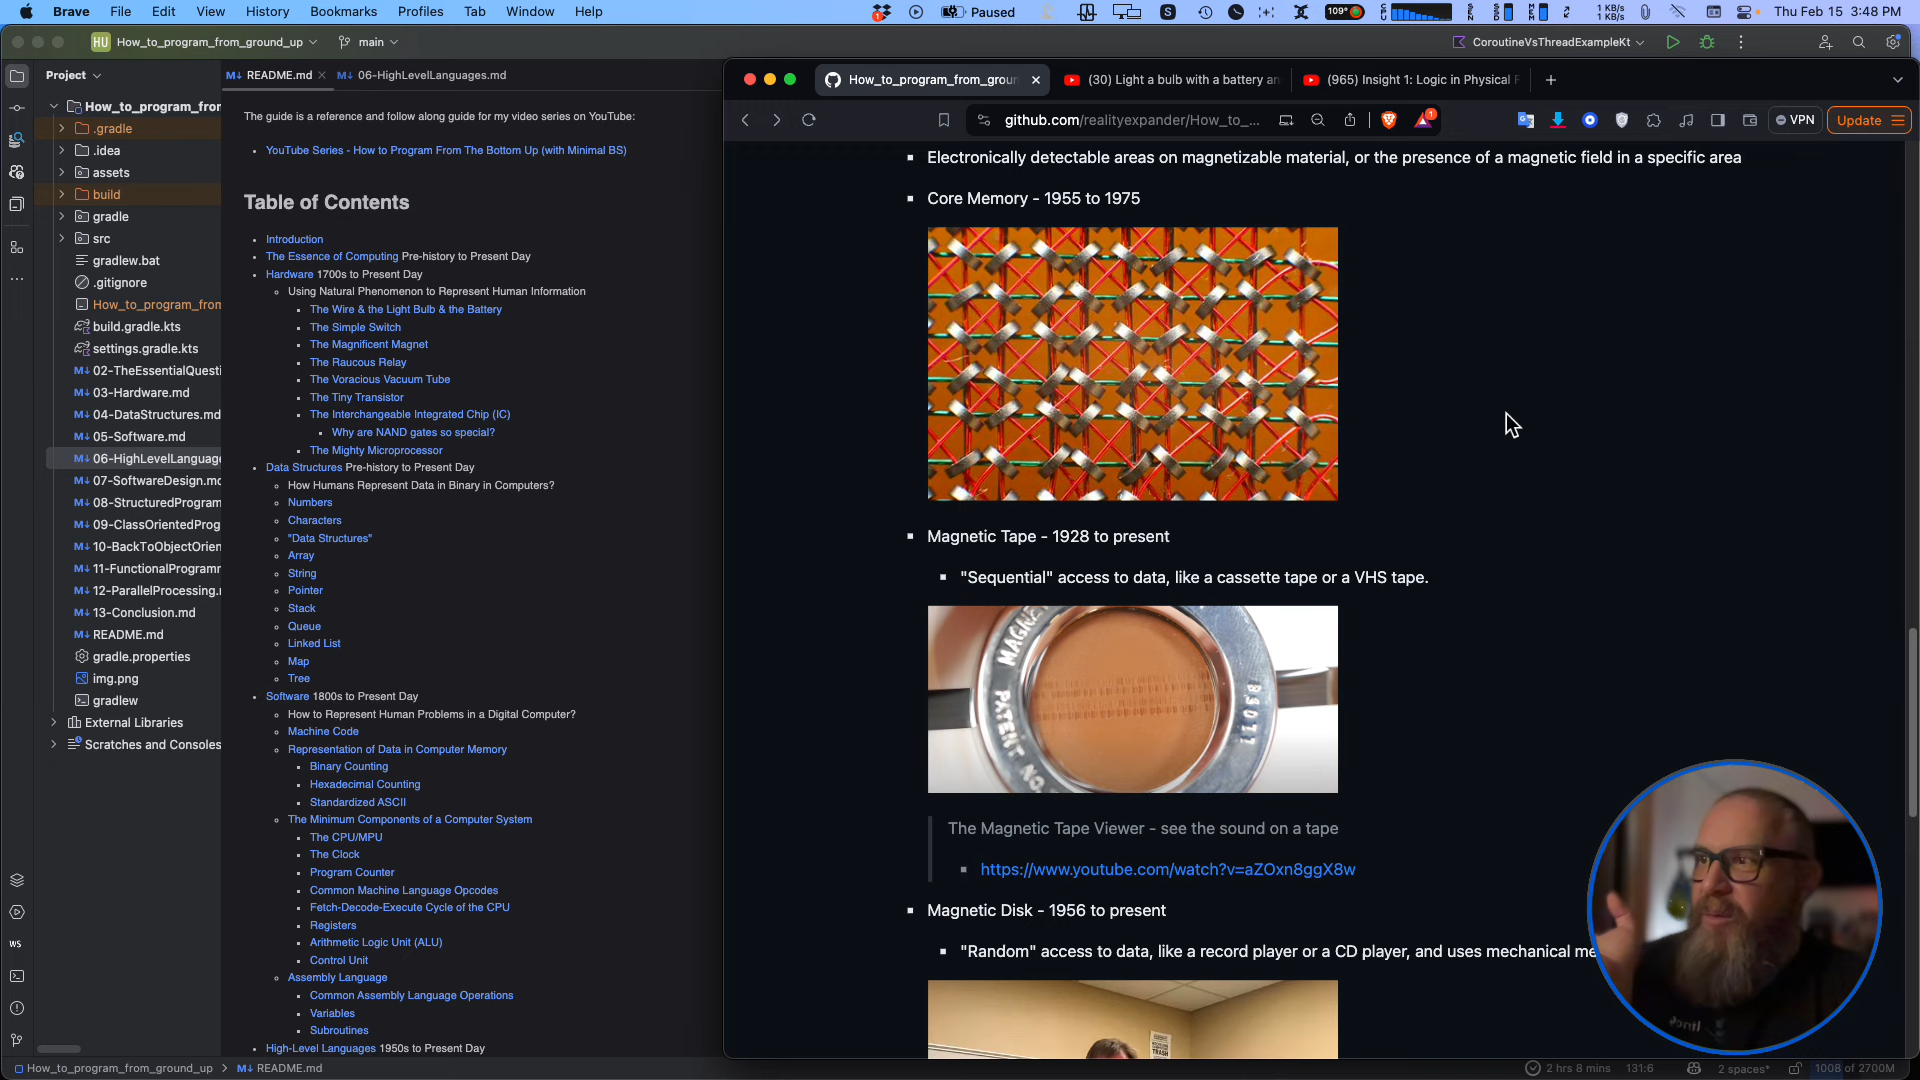 Brave File Edit View History Bookmarks Profiles Tab Window Help
1 Paused 109° 1 KB/s 1 KB/s Thu Feb 15 3:48 PM
HU How_to_program_from_ground_up main CoroutineVsThreadExampleKt
Project
How_to_program_fror
.gradle
.idea
assets
build
gradle
src
gradlew.bat
.gitignore
How_to_program_from
build.gradle.kts
settings.gradle.kts
M↓ 02-TheEssentialQuesti
M↓ 03-Hardware.md
M↓ 04-DataStructures.md
M↓ 05-Software.md
M↓ 06-HighLevelLanguage
M↓ 07-SoftwareDesign.md
M↓ 08-StructuredProgram
M↓ 09-ClassOrientedProg
M↓ 10-BackToObjectOrien
M↓ 11-FunctionalProgramm
M↓ 12-ParallelProcessing.
M↓ 13-Conclusion.md
M↓ README.md
gradle.properties
img.png
gradlew
External Libraries
Scratches and Consoles
WS
M↓ README.md M↓ 06-HighLevelLanguages.md
The guide is a reference and follow along guide for my video series on YouTube:
YouTube Series - How to Program From The Bottom Up (with Minimal BS)
Table of Contents
Introduction
The Essence of Computing Pre-history to Present Day
Hardware 1700s to Present Day
Using Natural Phenomenon to Represent Human Information
The Wire & the Light Bulb & the Battery
The Simple Switch
The Magnificent Magnet
The Raucous Relay
The Voracious Vacuum Tube
The Tiny Transistor
The Interchangeable Integrated Chip (IC)
Why are NAND gates so special?
The Mighty Microprocessor
Data Structures Pre-history to Present Day
How Humans Represent Data in Binary in Computers?
Numbers
Characters
"Data Structures"
Array
String
Pointer
Stack
Queue
Linked List
Map
Tree
Software 1800s to Present Day
How to Represent Human Problems in a Digital Computer?
Machine Code
Representation of Data in Computer Memory
Binary Counting
Hexadecimal Counting
Standardized ASCII
The Minimum Components of a Computer System
The CPU/MPU
The Clock
Program Counter
Common Machine Language Opcodes
Fetch-Decode-Execute Cycle of the CPU
Registers
Arithmetic Logic Unit (ALU)
Control Unit
Assembly Language
Common Assembly Language Operations
Variables
Subroutines
High-Level Languages 1950s to Present Day
How_to_program_from_groun (30) Light a bulb with a battery an (965) Insight 1: Logic in Physical F
github.com/realityexpander/How_to_... 1 VPN Update
Electronically detectable areas on magnetizable material, or the presence of a magnetic field in a specific area
Core Memory - 1955 to 1975
Magnetic Tape - 1928 to present
"Sequential" access to data, like a cassette tape or a VHS tape.
PATENT NO.
The Magnetic Tape Viewer - see the sound on a tape
https://www.youtube.com/watch?v=aZOxn8ggX8w
Magnetic Disk - 1956 to present
"Random" access to data, like a record player or a CD player, and uses mechanical me
TRASH
How_to_program_from_ground_up M↓ README.md 2 hrs 8 mins 131:6 2 spaces* 1008 of 2700M